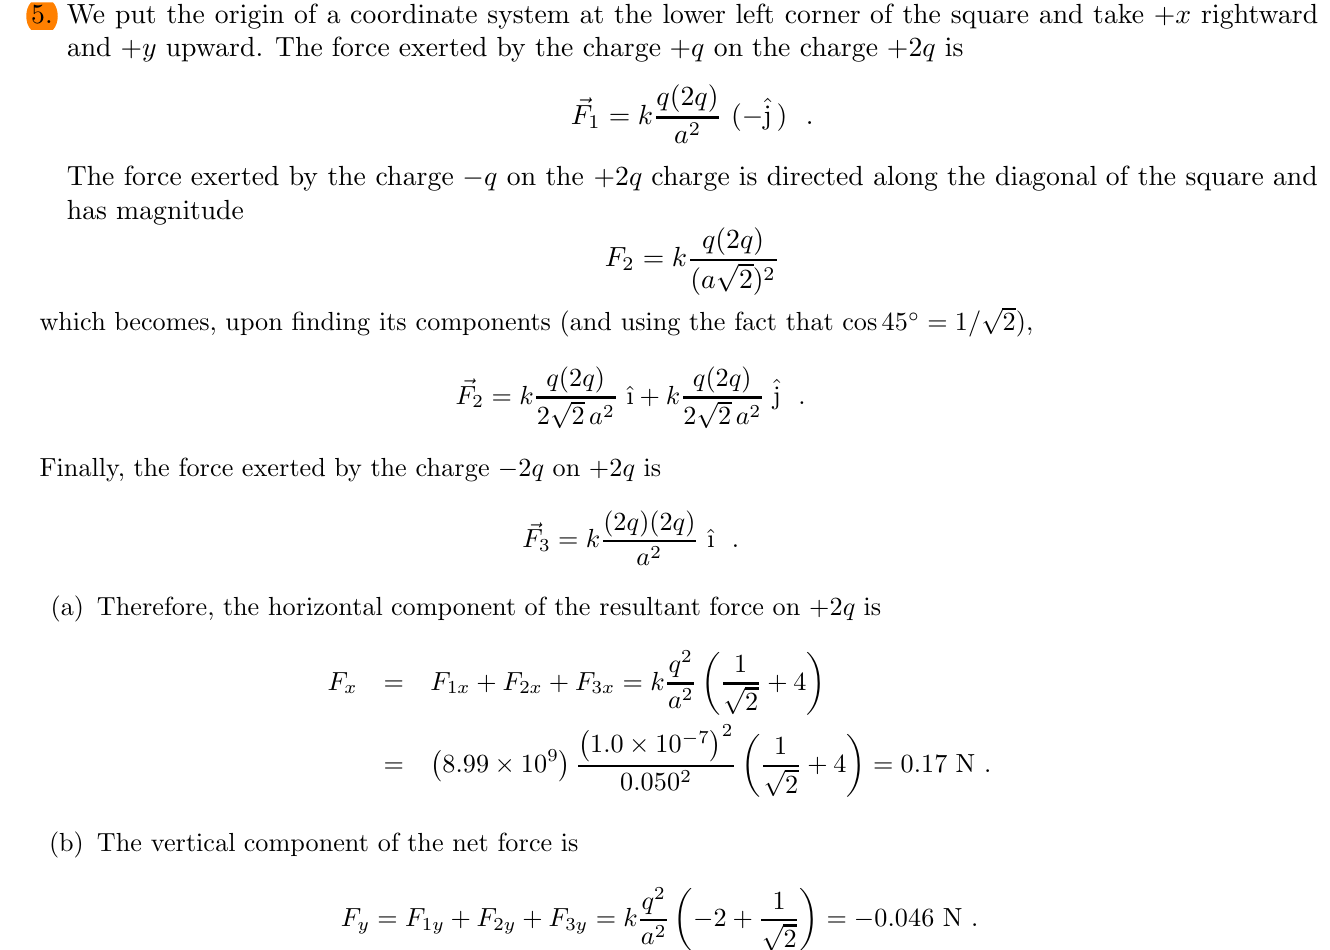 5. We put the origin of a coordinate system at the lower left corner of the square and take +x rightward
and +y upward. The force exerted by the charge +q on the charge +2q is
$\vec{F}_1 = k\frac{q(2q)}{a^2}\ (-\hat{\mathrm{j}})$ .
The force exerted by the charge −q on the +2q charge is directed along the diagonal of the square and
has magnitude
$F_2 = k\frac{q(2q)}{(a\sqrt{2})^2}$
which becomes, upon finding its components (and using the fact that cos 45° = 1/√2),
$\vec{F}_2 = k\frac{q(2q)}{2\sqrt{2}\,a^2}\ \hat{\imath} + k\frac{q(2q)}{2\sqrt{2}\,a^2}\ \hat{\mathrm{j}}$ .
Finally, the force exerted by the charge −2q on +2q is
$\vec{F}_3 = k\frac{(2q)(2q)}{a^2}\ \hat{\imath}$ .
(a) Therefore, the horizontal component of the resultant force on +2q is
$F_x = F_{1x} + F_{2x} + F_{3x} = k\frac{q^2}{a^2}\left(\frac{1}{\sqrt{2}} + 4\right)$
$= (8.99 \times 10^9)\frac{(1.0 \times 10^{-7})^2}{0.050^2}\left(\frac{1}{\sqrt{2}} + 4\right) = 0.17\ \mathrm{N}$ .
(b) The vertical component of the net force is
$F_y = F_{1y} + F_{2y} + F_{3y} = k\frac{q^2}{a^2}\left(-2 + \frac{1}{\sqrt{2}}\right) = -0.046\ \mathrm{N}$ .